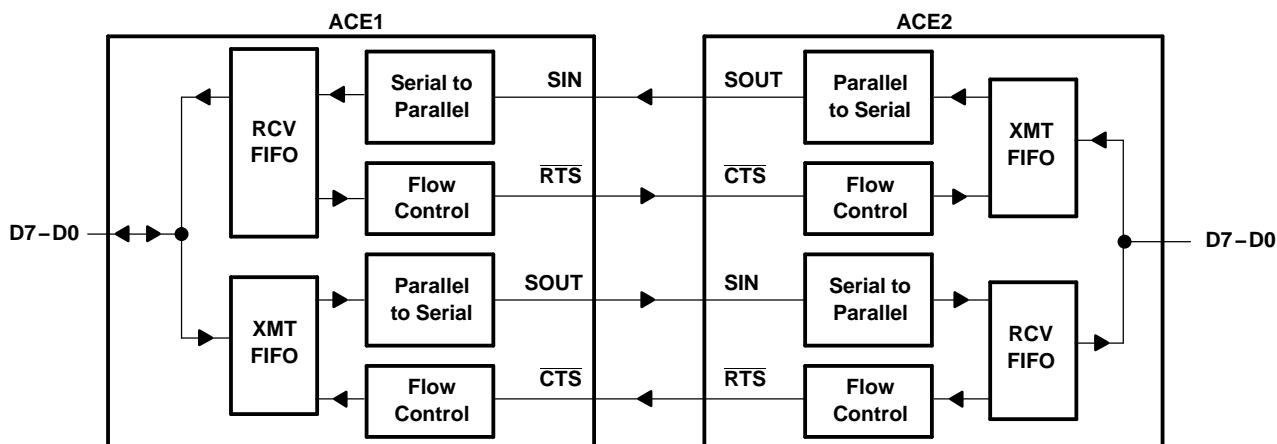 ACE1
ACE2
RCV
FIFO
Serial to
Parallel
SIN
SOUT
Parallel
to Serial
XMT
FIFO
Flow
Control
RTS
CTS
Flow
Control
D7–D0
D7–D0
XMT
FIFO
Parallel
to Serial
SOUT
SIN
Serial to
Parallel
RCV
FIFO
Flow
Control
CTS
RTS
Flow
Control